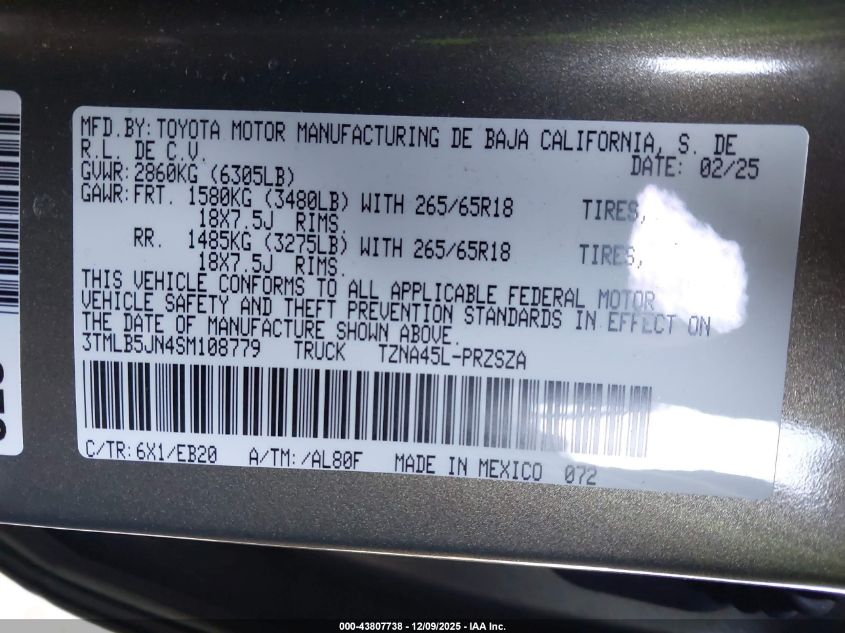 MFD.BY:TOYOTA MOTOR MANUFACTURING DE BAJA CALIFORNIA, S. DE
R.L. DE C.V.
DATE: 02/25
GVWR:2860KG (6305LB)
GAWR:FRT. 1580KG (3480LB) WITH 265/65R18 TIRES,
18X7.5J RIMS.
RR. 1485KG (3275LB) WITH 265/65R18 TIRES,
18X7.5J RIMS.
THIS VEHICLE CONFORMS TO ALL APPLICABLE FEDERAL MOTOR
VEHICLE SAFETY AND THEFT PREVENTION STANDARDS IN EFFECT ON
THE DATE OF MANUFACTURE SHOWN ABOVE.
3TMLB5JN4SM108779 TRUCK TZNA45L-PRZSZA
C/TR:6X1/EB20 A/TM:/AL80F MADE IN MEXICO 072
000-43807738 - 12/09/2025 - IAA Inc.